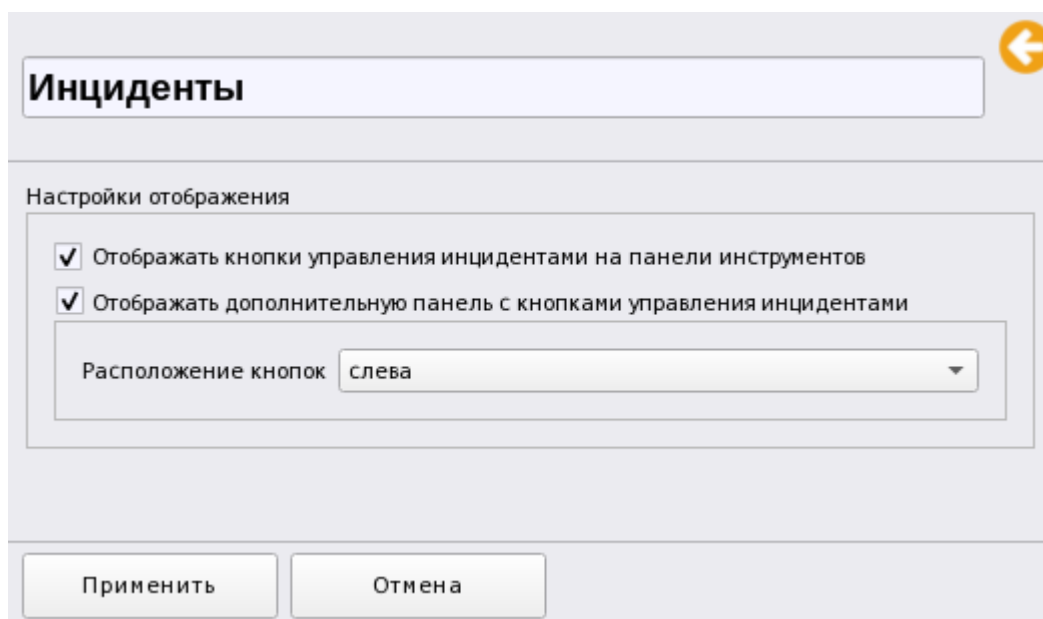 Инциденты
Настройки отображения
Отображать кнопки управления инцидентами на панели инструментов
Отображать дополнительную панель с кнопками управления инцидентами
Расположение кнопок слева
Применить Отмена